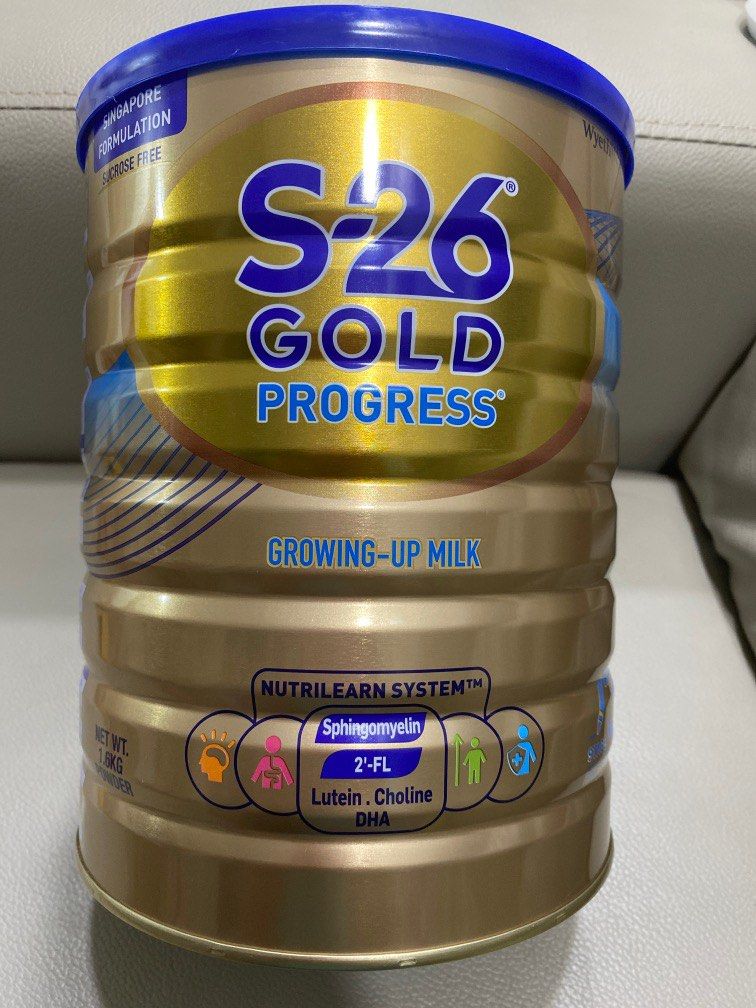 SINGAPORE
FORMULATION
SUCROSE FREE
S-26®
GOLD
PROGRESS®
GROWING-UP MILK
NUTRILEARN SYSTEM™
Sphingomyelin
2'-FL
Lutein . Choline
DHA
NET WT.
1.6KG
POWDER